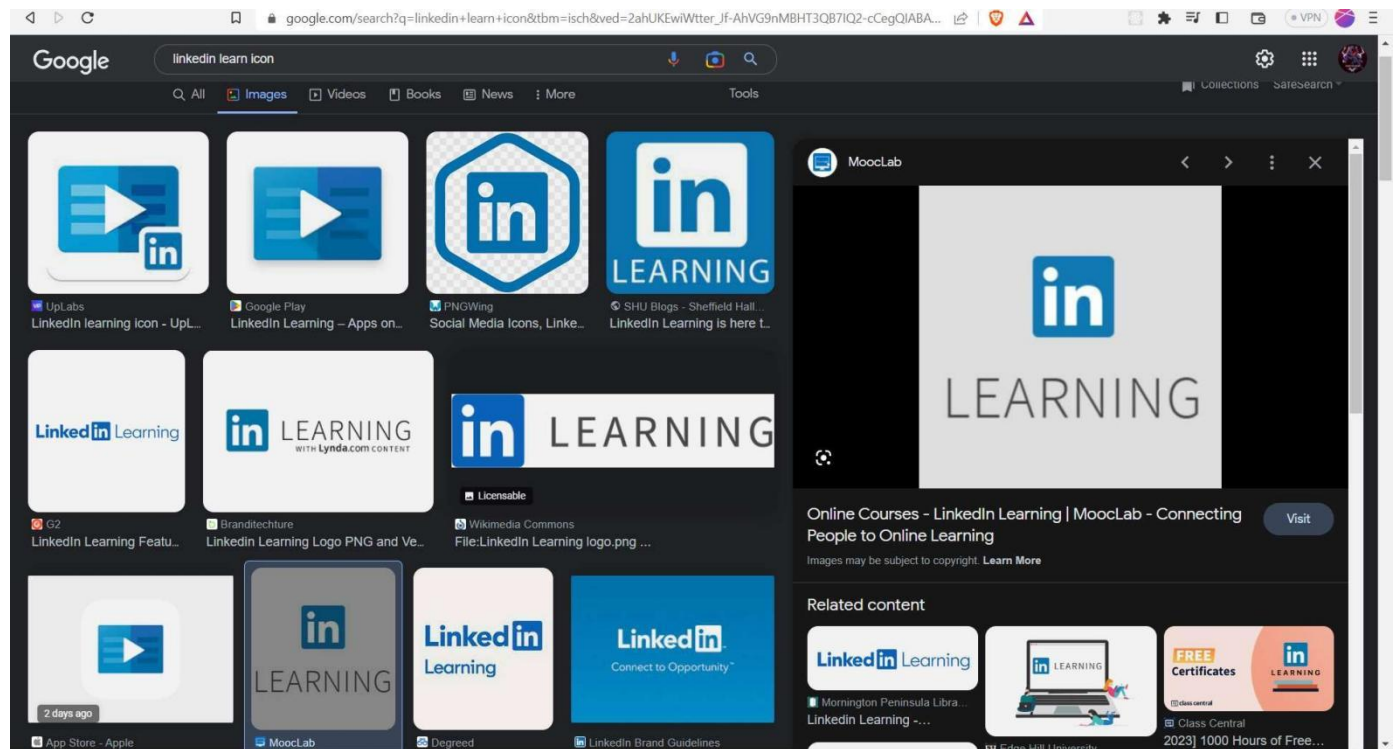 google.com/search?q=linkedin+learn+icon&tbm=isch&ved=2ahUKEwiWtter_Jf-AhVG9nMBHT3QB7IQ2-cCegQIABA...
VPN
Google
linkedin learn icon
All
Images
Videos
Books
News
More
Tools
Collections
SafeSearch
in
in
in
LEARNING
UpLabs
LinkedIn learning icon - UpL...
Google Play
LinkedIn Learning – Apps on...
PNGWing
Social Media Icons, Linke...
SHU Blogs - Sheffield Hall...
LinkedIn Learning is here t...
Linked in Learning
in LEARNING
WITH Lynda.com CONTENT
in LEARNING
Licensable
G2
LinkedIn Learning Featu...
Branditechture
Linkedin Learning Logo PNG and Ve...
Wikimedia Commons
File:LinkedIn Learning logo.png ...
2 days ago
in
LEARNING
Linked in
Learning
Linked in
Connect to Opportunity™
App Store - Apple
MoocLab
Degreed
LinkedIn Brand Guidelines
MoocLab
in
LEARNING
Online Courses - LinkedIn Learning | MoocLab - Connecting
People to Online Learning
Visit
Images may be subject to copyright. Learn More
Related content
Linked in Learning
Mornington Peninsula Libra...
Linkedin Learning -...
in LEARNING
Edge Hill University
FREE
Certificates
class central
in
LEARNING
Class Central
2023] 1000 Hours of Free...